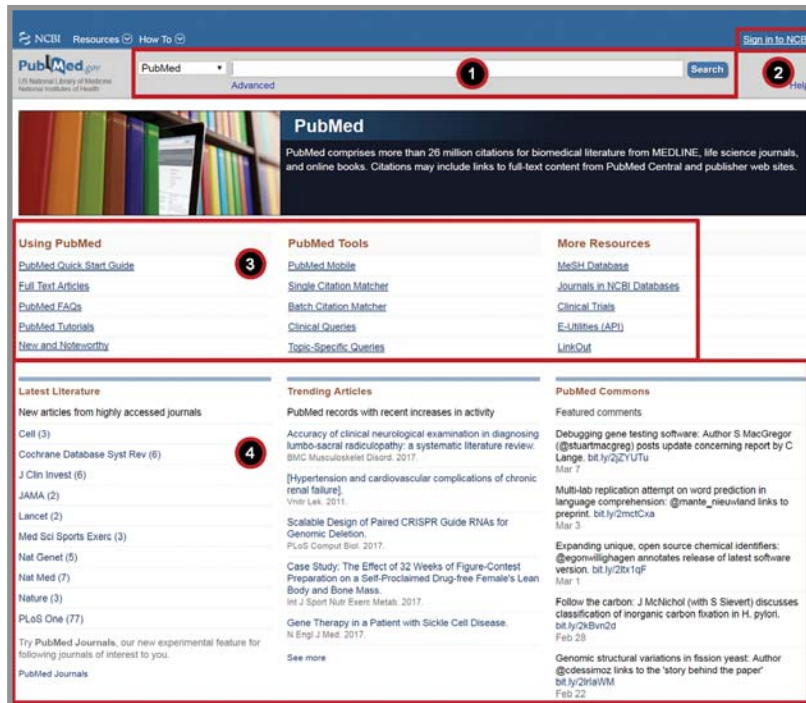 NCBI Resources How To Sign in to NCB
PubMed.gov
US National Library of Medicine
National Institutes of Health
PubMed
Search
1
2
Advanced
Help
PubMed
PubMed comprises more than 26 million citations for biomedical literature from MEDLINE, life science journals,
and online books. Citations may include links to full-text content from PubMed Central and publisher web sites.
3
Using PubMed
PubMed Quick Start Guide
Full Text Articles
PubMed FAQs
PubMed Tutorials
New and Noteworthy
PubMed Tools
PubMed Mobile
Single Citation Matcher
Batch Citation Matcher
Clinical Queries
Topic-Specific Queries
More Resources
MeSH Database
Journals in NCBI Databases
Clinical Trials
E-Utilities (API)
LinkOut
4
Latest Literature
New articles from highly accessed journals
Cell (3)
Cochrane Database Syst Rev (6)
J Clin Invest (6)
JAMA (2)
Lancet (2)
Med Sci Sports Exerc (3)
Nat Genet (5)
Nat Med (7)
Nature (3)
PLoS One (77)
Try PubMed Journals, our new experimental feature for
following journals of interest to you.
PubMed Journals
Trending Articles
PubMed records with recent increases in activity
Accuracy of clinical neurological examination in diagnosing
lumbo-sacral radiculopathy: a systematic literature review.
BMC Musculoskelet Disord. 2017.
[Hypertension and cardiovascular complications of chronic
renal failure].
Vnitr Lek. 2011.
Scalable Design of Paired CRISPR Guide RNAs for
Genomic Deletion.
PLoS Comput Biol. 2017.
Case Study: The Effect of 32 Weeks of Figure-Contest
Preparation on a Self-Proclaimed Drug-free Female's Lean
Body and Bone Mass.
Int J Sport Nutr Exerc Metab. 2017.
Gene Therapy in a Patient with Sickle Cell Disease.
N Engl J Med. 2017.
See more
PubMed Commons
Featured comments
Debugging gene testing software: Author S MacGregor
(@stuartmacgreg) posts update concerning report by C
Lange. bit.ly/2jZYUTu
Mar 7
Multi-lab replication attempt on word prediction in
language comprehension: @mante_nieuwland links to
preprint. bit.ly/2mctCxa
Mar 3
Expanding unique, open source chemical identifiers:
@egonwillighagen annotates release of latest software
version. bit.ly/2ltx1qF
Mar 1
Follow the carbon: J McNichol (with S Sievert) discusses
classification of inorganic carbon fixation in H. pylori.
bit.ly/2kBvn2d
Feb 28
Genomic structural variations in fission yeast: Author
@cdessimoz links to the 'story behind the paper'
bit.ly/2lrlaWM
Feb 22